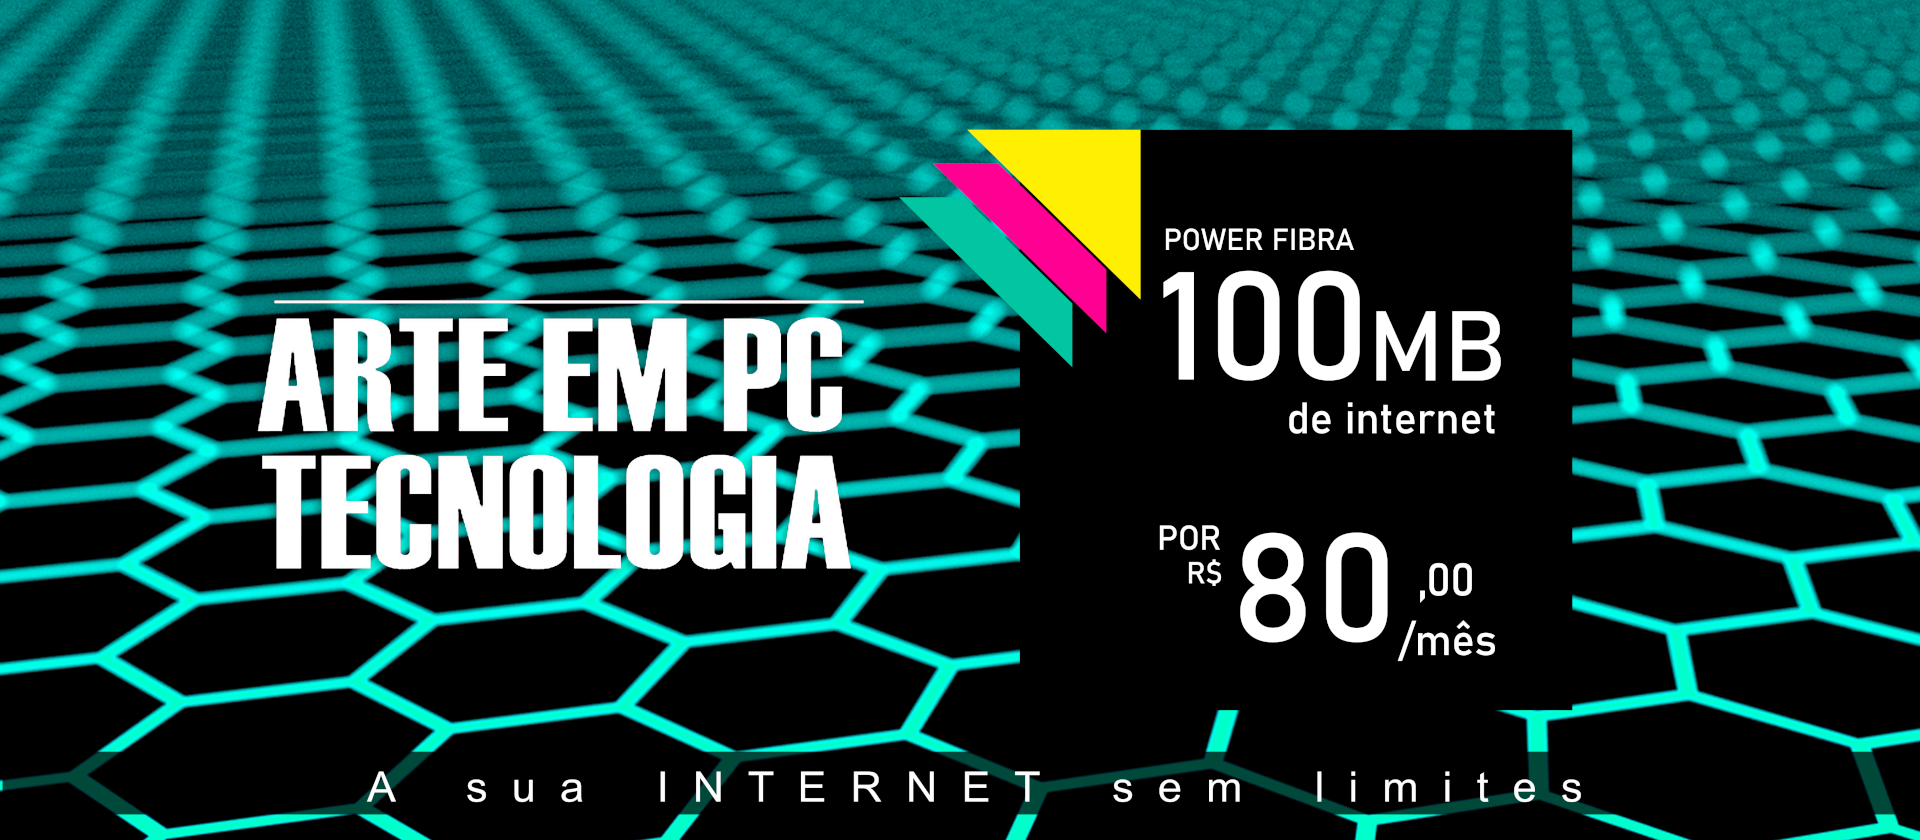 ARTE EM PC
TECNOLOGIA
POWER FIBRA
100MB
de internet
POR
R$ 80,00
/mês
A sua INTERNET sem limites